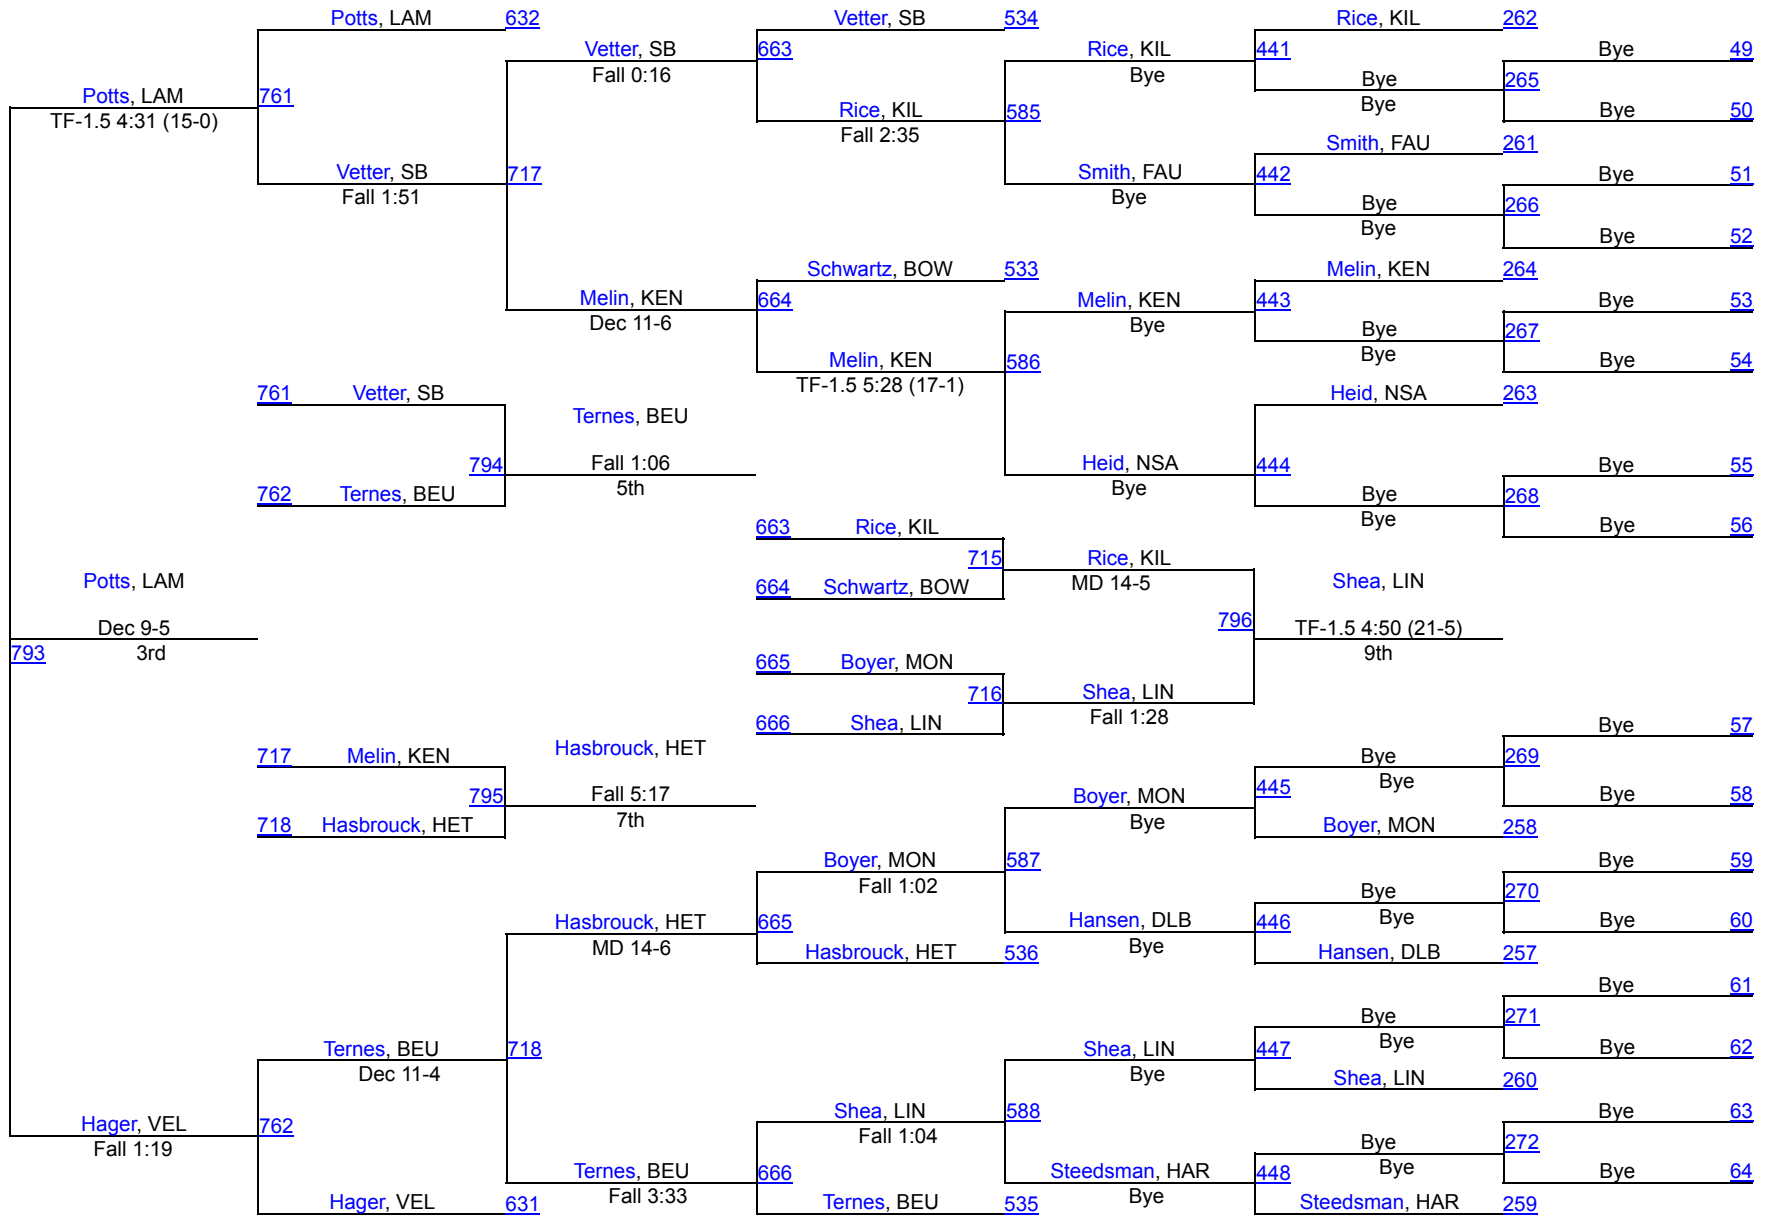 Potts, LAM 632 Vetter, SB 534 Rice, KIL 262
Vetter, SB 663 Rice, KIL 441 Bye 49
Fall 0:16 Bye Bye 265
Potts, LAM 761 Rice, KIL 585 Bye Bye 50
TF-1.5 4:31 (15-0) Fall 2:35 Smith, FAU 261
Vetter, SB 717 Smith, FAU 442 Bye 51
Fall 1:51 Bye Bye 266
Bye Bye 52
Schwartz, BOW 533 Melin, KEN 264
Melin, KEN 664 Melin, KEN 443 Bye 53
Dec 11-6 Bye Bye 267
Melin, KEN 586 Bye Bye 54
TF-1.5 5:28 (17-1)
761 Vetter, SB Heid, NSA 263
Ternes, BEU
794 Fall 1:06 Heid, NSA 444 Bye 55
762 Ternes, BEU 5th Bye Bye 268
663 Rice, KIL Bye Bye 56
715 Rice, KIL
Potts, LAM 664 Schwartz, BOW MD 14-5 Shea, LIN
Dec 9-5 796 TF-1.5 4:50 (21-5)
793 3rd 665 Boyer, MON 9th
716 Shea, LIN
666 Shea, LIN Fall 1:28 Bye 57
717 Melin, KEN Hasbrouck, HET Bye 269
Bye
795 Fall 5:17 Boyer, MON 445 Bye 58
718 Hasbrouck, HET 7th Bye Boyer, MON 258
Boyer, MON 587 Bye 59
Fall 1:02 Bye 270
Hasbrouck, HET 665 Hansen, DLB 446 Bye Bye 60
MD 14-6 Hasbrouck, HET 536 Bye Hansen, DLB 257
Bye 61
Bye 271
Ternes, BEU 718 Shea, LIN 447 Bye Bye 62
Dec 11-4 Bye Shea, LIN 260
Hager, VEL 762 Shea, LIN 588 Bye 63
Fall 1:19 Fall 1:04 Bye 272
Ternes, BEU 666 Steedsman, HAR 448 Bye Bye 64
Hager, VEL 631 Fall 3:33 Ternes, BEU 535 Bye Steedsman, HAR 259